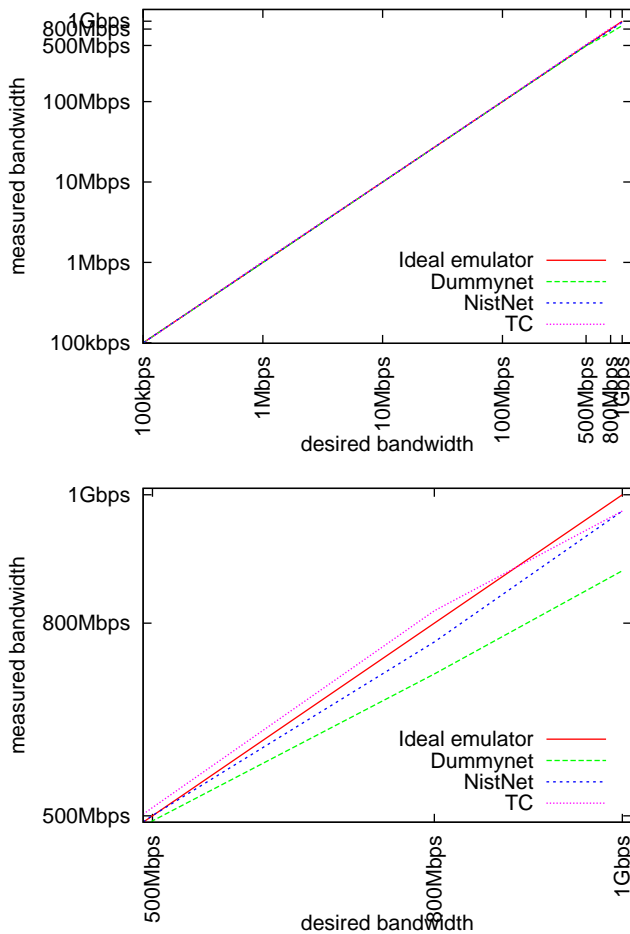 1Gbps
800Mbps
500Mbps
100Mbps
10Mbps
1Mbps
100kbps
measured bandwidth
Ideal emulator
Dummynet
NistNet
TC
100kbps
1Mbps
10Mbps
100Mbps
500Mbps
800Mbps
1Gbps
desired bandwidth
1Gbps
800Mbps
500Mbps
measured bandwidth
Ideal emulator
Dummynet
NistNet
TC
500Mbps
800Mbps
1Gbps
desired bandwidth